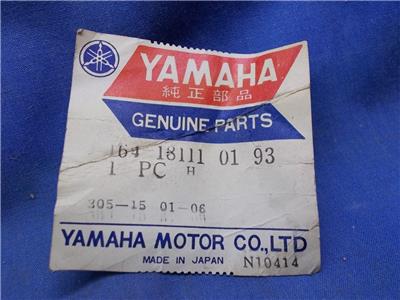 YAMAHA
純正部品
GENUINE PARTS
164 18111 01 93
1 PC H
305-15 01-06
YAMAHA MOTOR CO., LTD
MADE IN JAPAN N10414